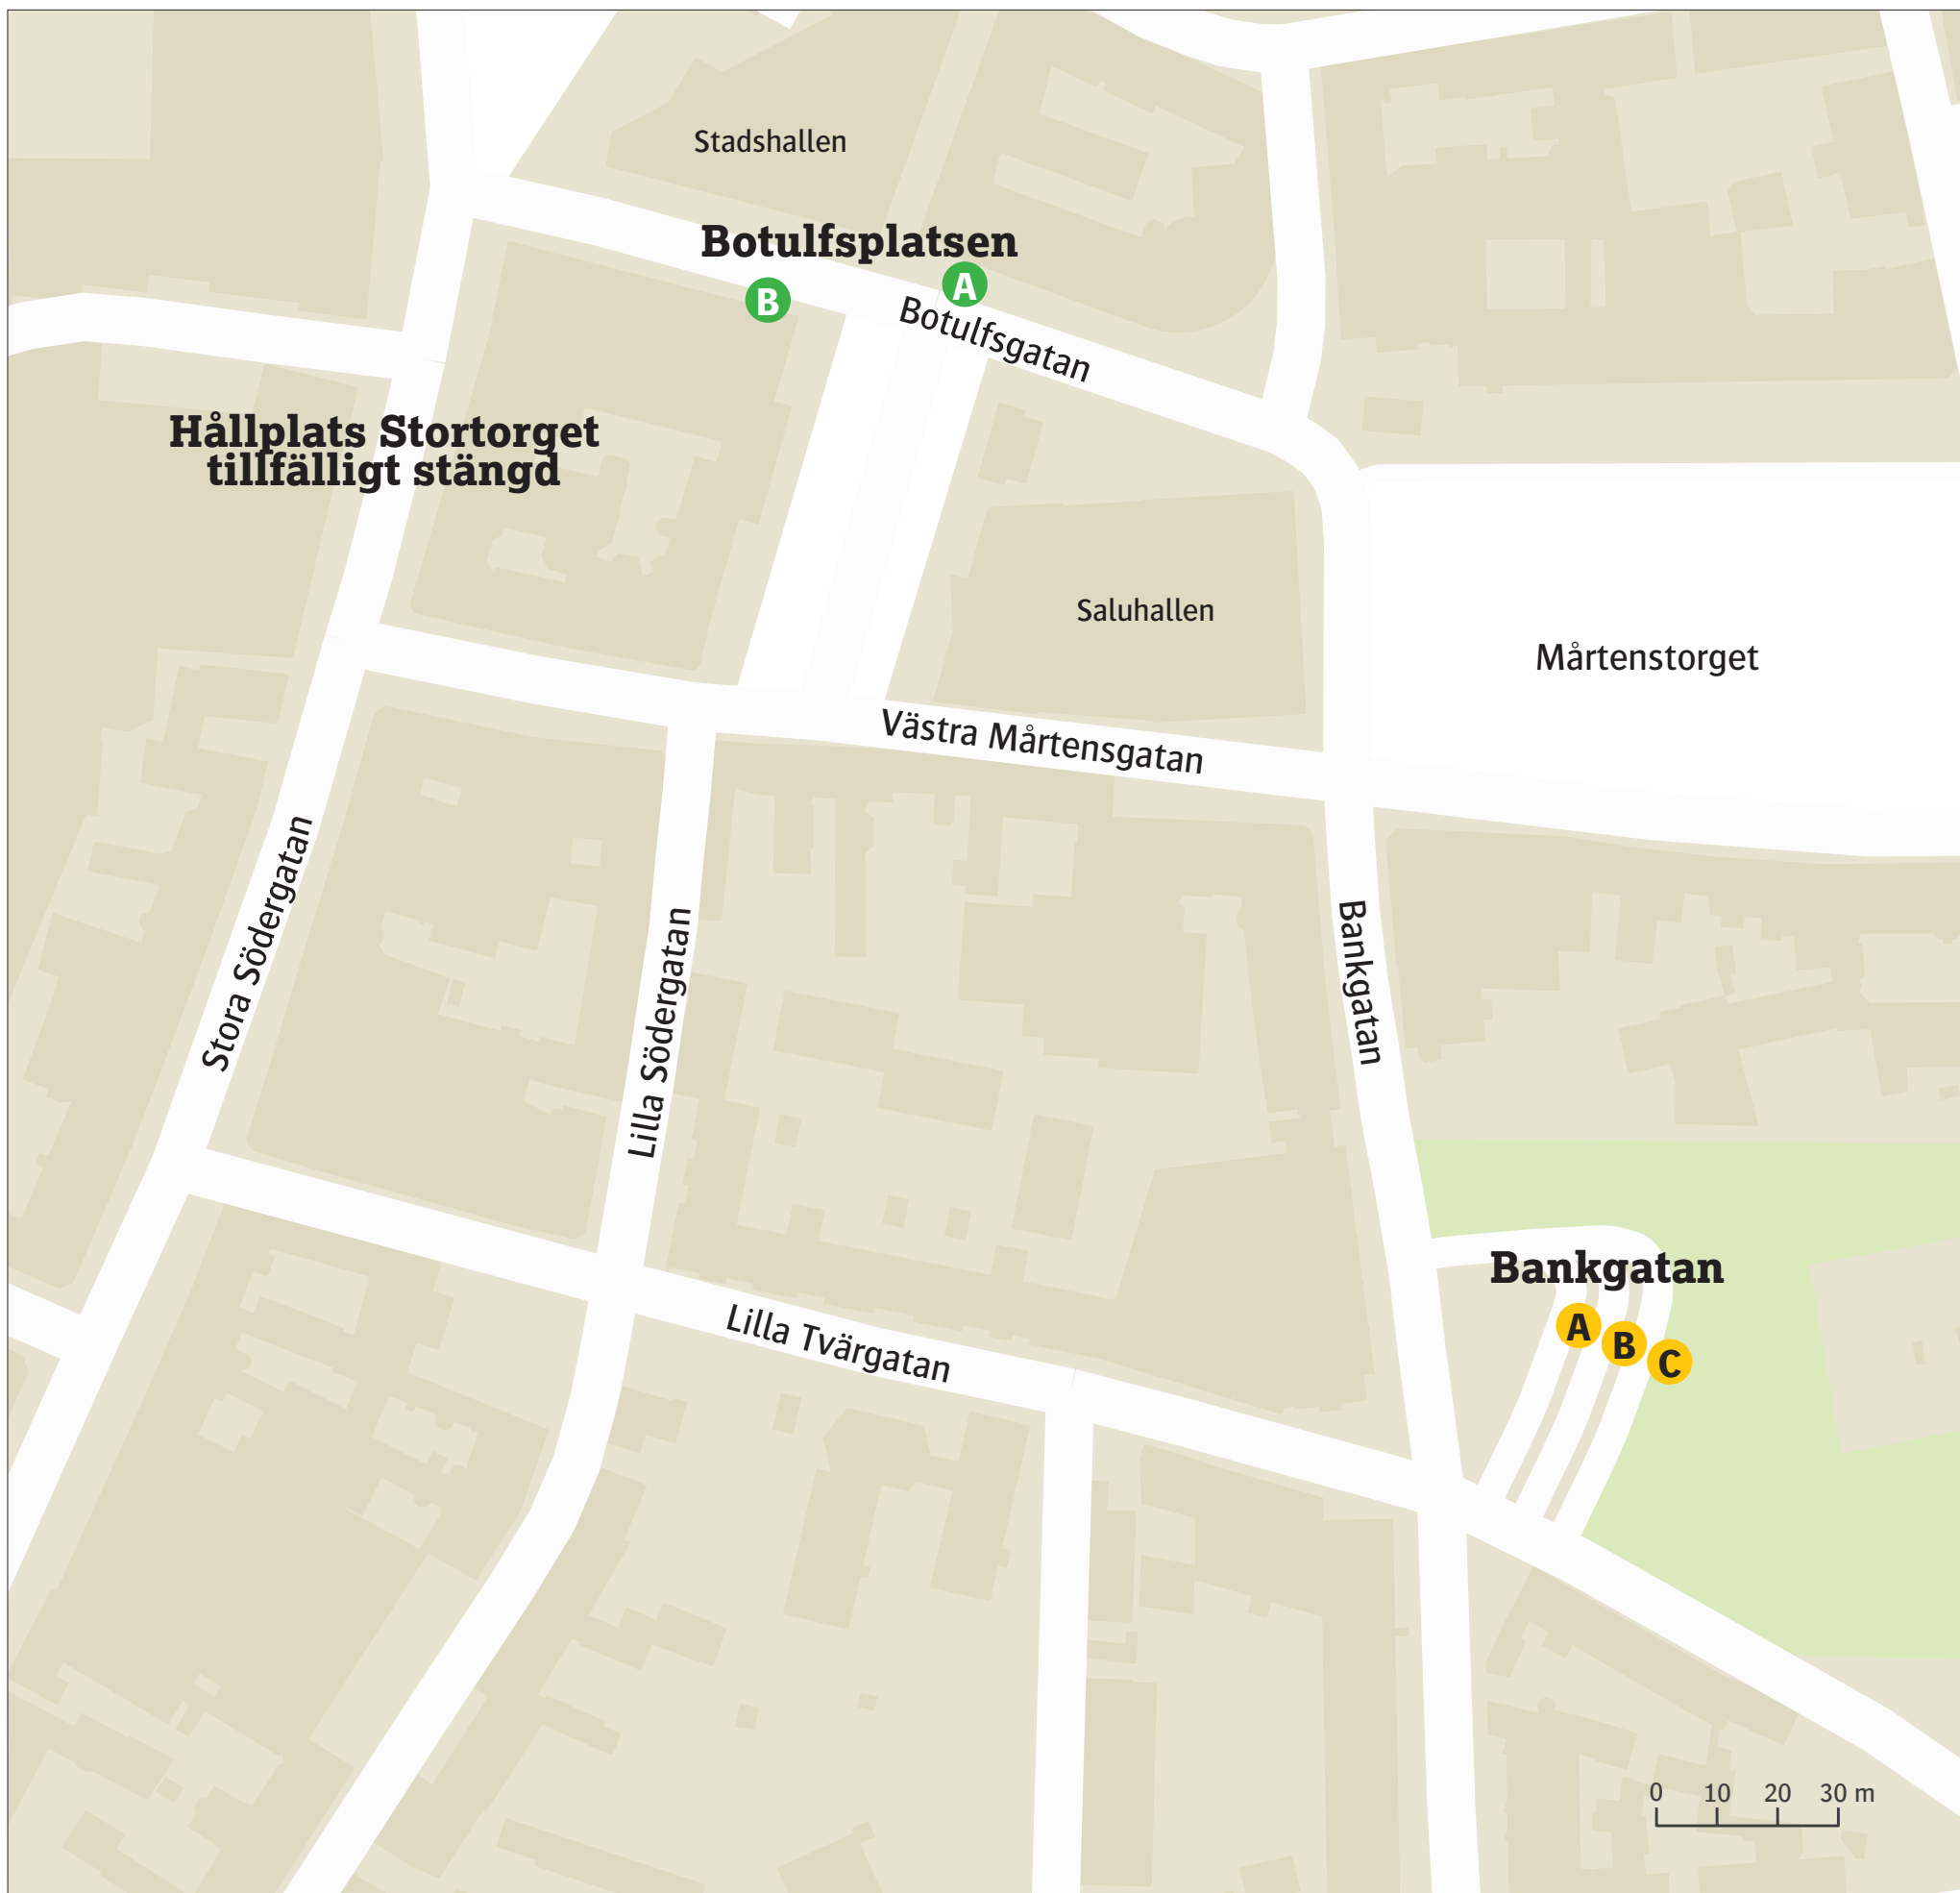 Stadshallen
Botulfsplatsen
A
B
Botulfsgatan
Hållplats Stortorget
tillfälligt stängd
Saluhallen
Mårtenstorget
Västra Mårtensgatan
Stora Södergatan
Lilla Södergatan
Bankgatan
Bankgatan
A
B
C
Lilla Tvärgatan
0 10 20 30 m